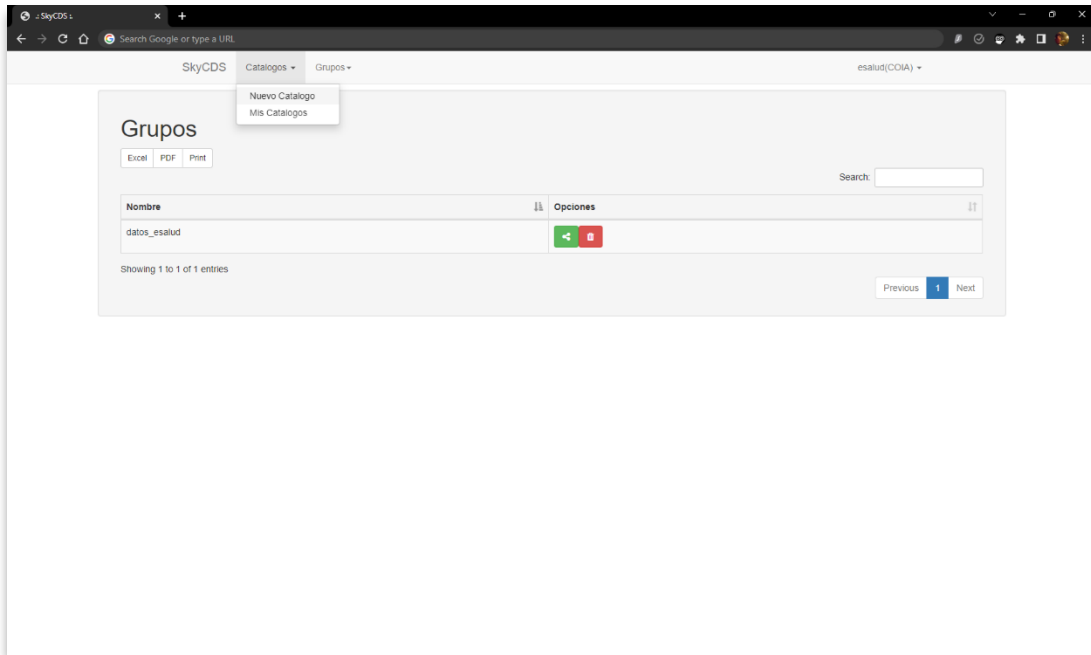 .: SkyCDS :.
Search Google or type a URL
SkyCDS Catalogos Grupos esalud(COIA)
Nuevo Catalogo
Mis Catalogos
Grupos
Excel PDF Print
Search:
Nombre Opciones
datos_esalud
Showing 1 to 1 of 1 entries
Previous 1 Next